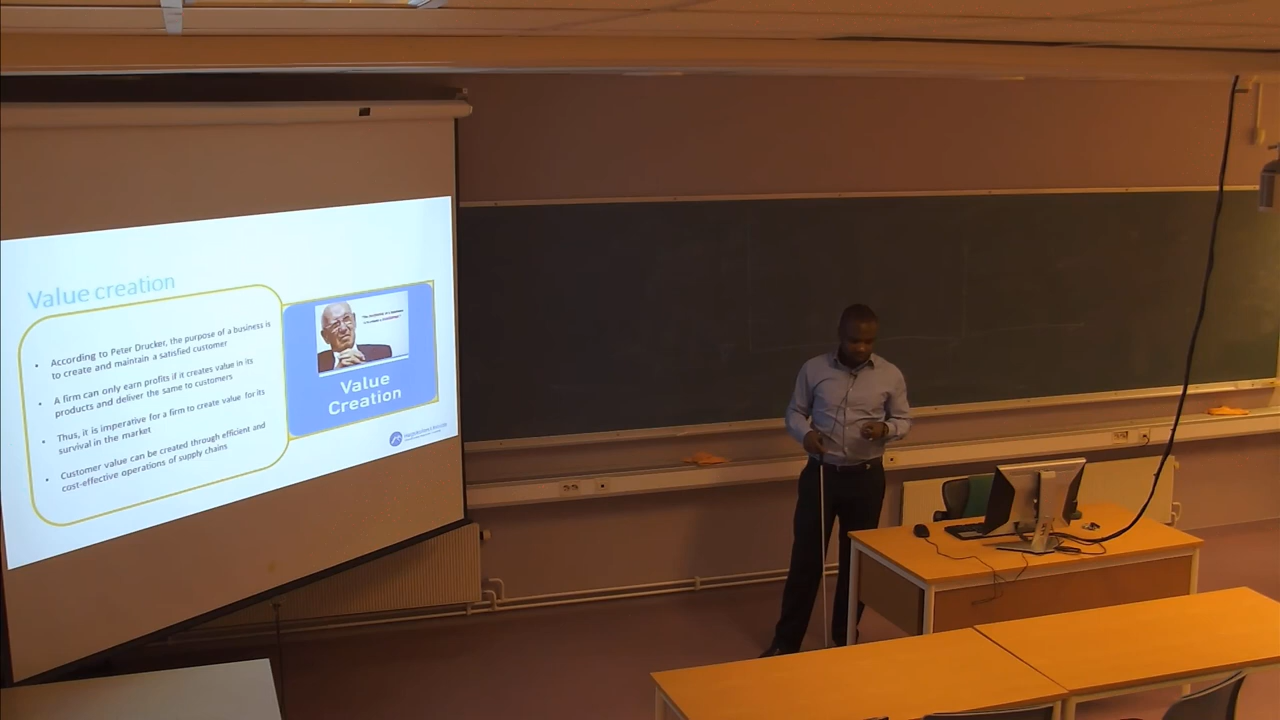 Value creation
• According to Peter Drucker, the purpose of a business is
to create and maintain a satisfied customer
• A firm can only earn profits if it creates value in its
products and deliver the same to customers
• Thus, it is imperative for a firm to create value for its
survival in the market
• Customer value can be created through efficient and
cost-effective operations of supply chains
Value
Creation